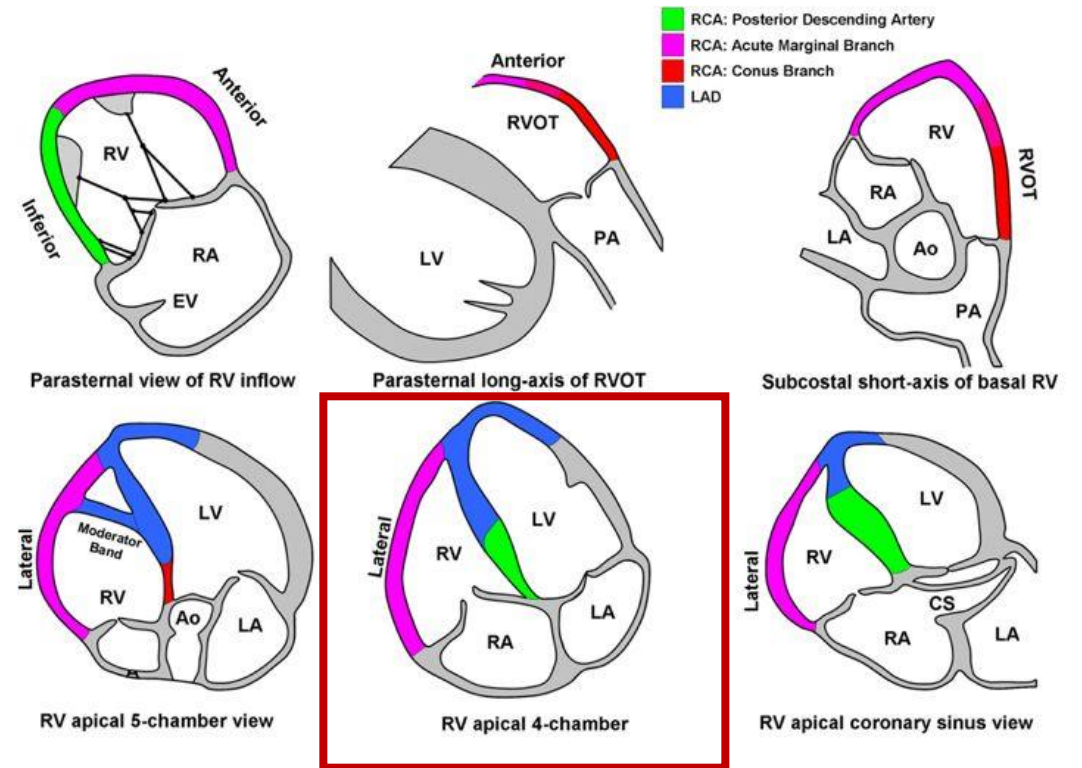 RCA: Posterior Descending Artery
RCA: Acute Marginal Branch
RCA: Conus Branch
LAD
Anterior
RV
Inferior
RA
EV
Parasternal view of RV inflow
Anterior
RVOT
LV
PA
Parasternal long-axis of RVOT
RV
RVOT
RA
LA
Ao
PA
Subcostal short-axis of basal RV
Lateral
LV
Moderator
Band
RV
Ao
LA
RV apical 5-chamber view
Lateral
LV
RV
LA
RA
RV apical 4-chamber
Lateral
LV
RV
CS
RA
LA
RV apical coronary sinus view